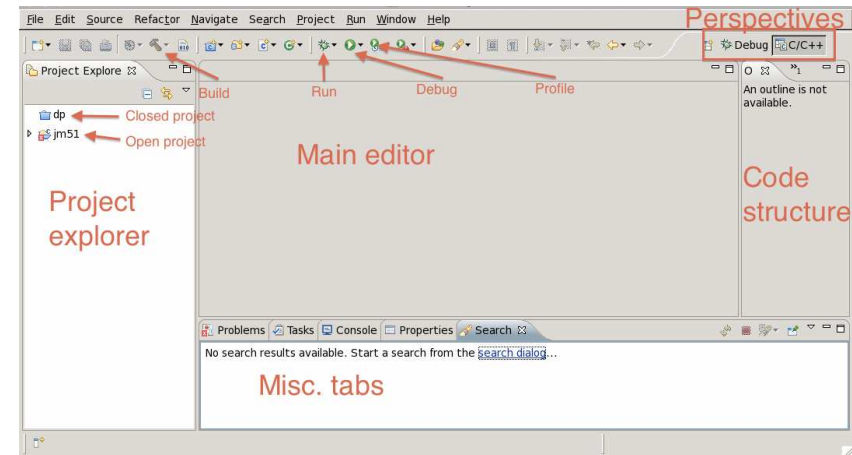 File Edit Source Refactor Navigate Search Project Run Window Help
Perspectives
Debug C/C++
Project Explore
O »1
Build
Run
Debug
Profile
An outline is not
available.
dp
Closed project
jm51
Open project
Main editor
Project
explorer
Code
structure
Problems Tasks Console Properties Search
No search results available. Start a search from the search dialog...
Misc. tabs